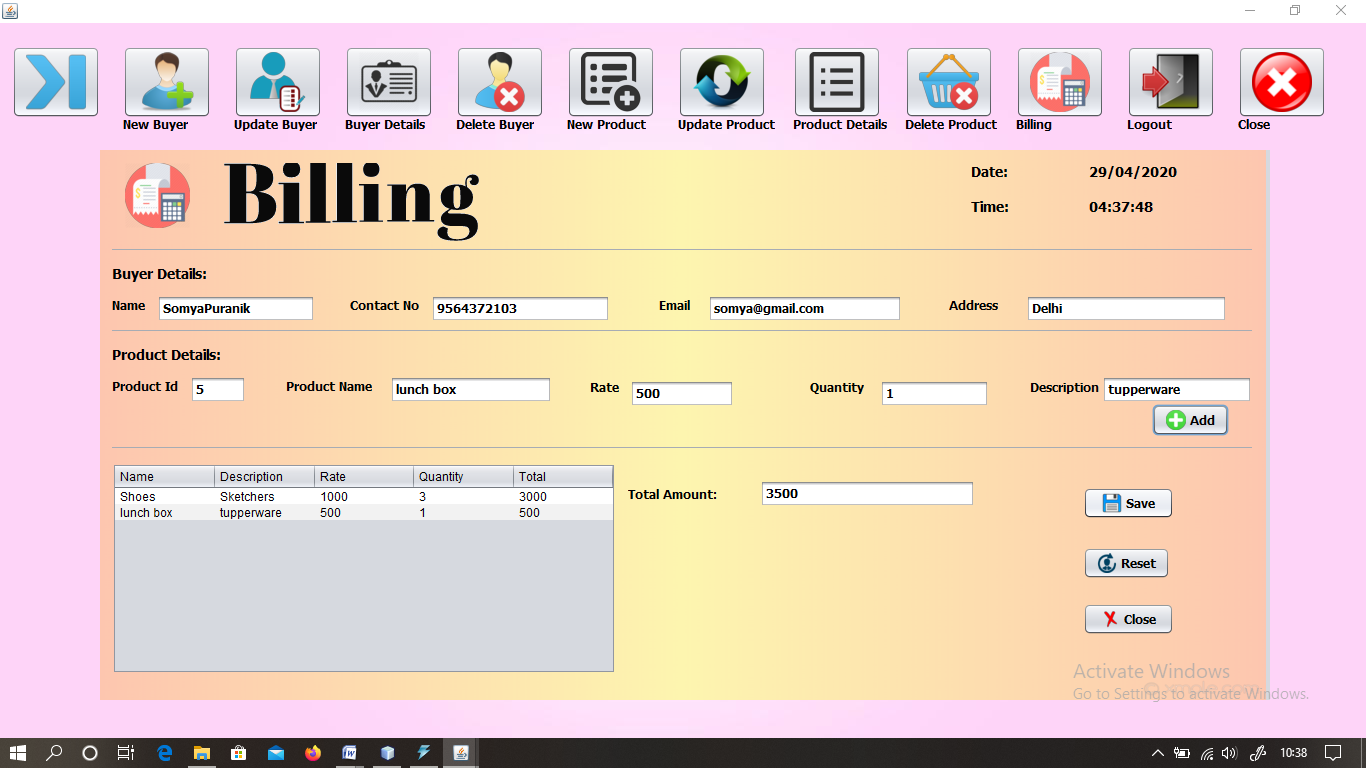 New Buyer Update Buyer Buyer Details Delete Buyer New Product Update Product Product Details Delete Product Billing Logout Close
Billing
Date: 29/04/2020
Time: 04:37:48
Buyer Details:
Name SomyaPuranik Contact No 9564372103 Email somya@gmail.com Address Delhi
Product Details:
Product Id 5 Product Name lunch box Rate 500 Quantity 1 Description tupperware
Add
Name Description Rate Quantity Total
Shoes Sketchers 1000 3 3000
lunch box tupperware 500 1 500
Total Amount: 3500
Save
Reset
Close
Activate Windows
Go to Settings to activate Windows.
10:38